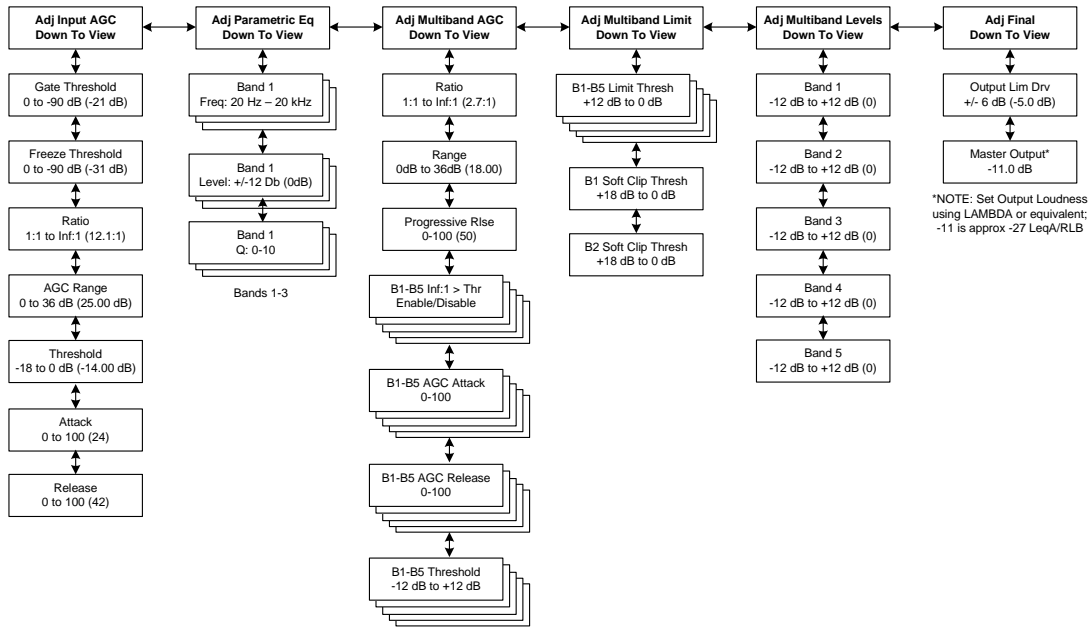 Adj Input AGC
Down To View
Gate Threshold
0 to -90 dB (-21 dB)
Freeze Threshold
0 to -90 dB (-31 dB)
Ratio
1:1 to Inf:1 (12.1:1)
AGC Range
0 to 36 dB (25.00 dB)
Threshold
-18 to 0 dB (-14.00 dB)
Attack
0 to 100 (24)
Release
0 to 100 (42)
Adj Parametric Eq
Down To View
Band 1
Freq: 20 Hz – 20 kHz
Band 1
Level: +/-12 Db (0dB)
Band 1
Q: 0-10
Bands 1-3
Adj Multiband AGC
Down To View
Ratio
1:1 to Inf:1 (2.7:1)
Range
0dB to 36dB (18.00)
Progressive RIse
0-100 (50)
B1-B5 Inf:1 > Thr
Enable/Disable
B1-B5 AGC Attack
0-100
B1-B5 AGC Release
0-100
B1-B5 Threshold
-12 dB to +12 dB
Adj Multiband Limit
Down To View
B1-B5 Limit Thresh
+12 dB to 0 dB
B1 Soft Clip Thresh
+18 dB to 0 dB
B2 Soft Clip Thresh
+18 dB to 0 dB
Adj Multiband Levels
Down To View
Band 1
-12 dB to +12 dB (0)
Band 2
-12 dB to +12 dB (0)
Band 3
-12 dB to +12 dB (0)
Band 4
-12 dB to +12 dB (0)
Band 5
-12 dB to +12 dB (0)
Adj Final
Down To View
Output Lim Drv
+/- 6 dB (-5.0 dB)
Master Output*
-11.0 dB
*NOTE: Set Output Loudness
using LAMBDA or equivalent;
-11 is approx -27 LeqA/RLB